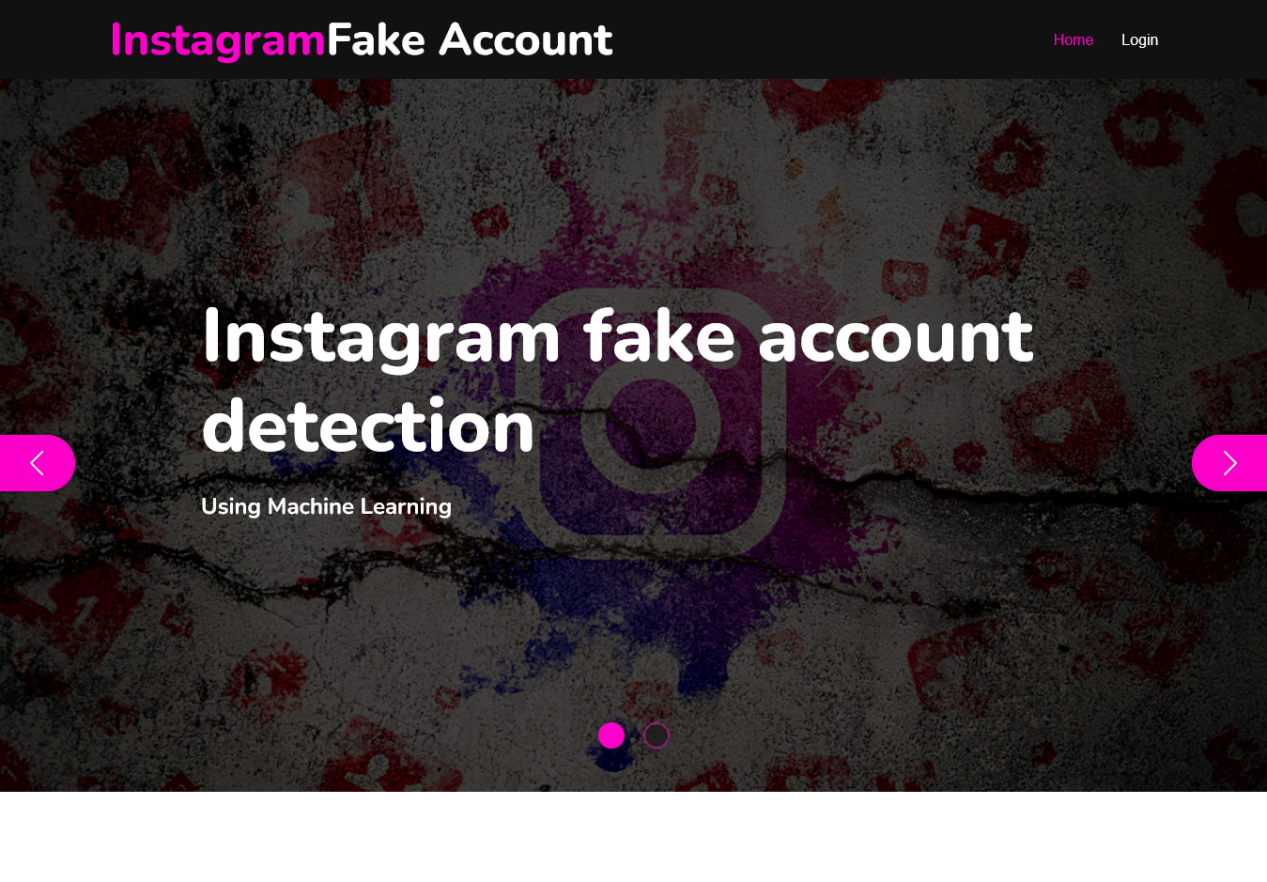 InstagramFake Account
Home
Login
Instagram fake account
detection
Using Machine Learning